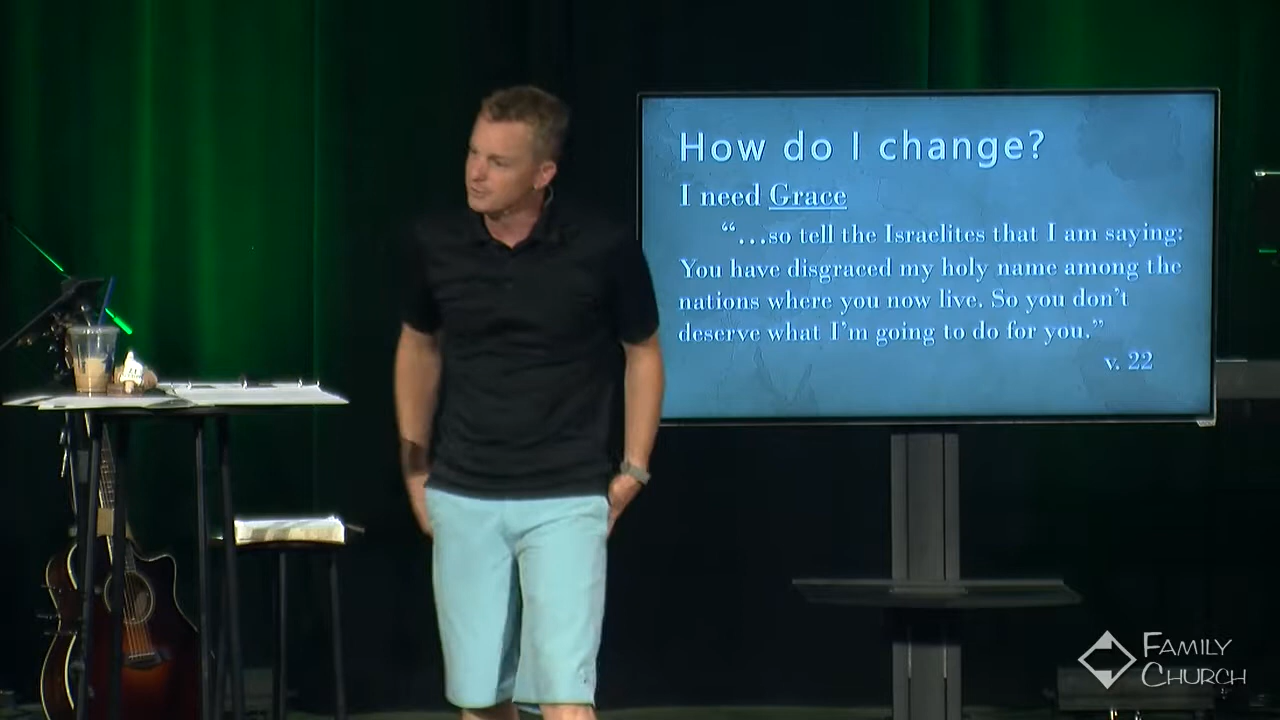 How do I change?
I need Grace
“...so tell the Israelites that I am saying:
You have disgraced my holy name among the
nations where you now live. So you don’t
deserve what I’m going to do for you.”
v. 22
FAMILY
CHURCH